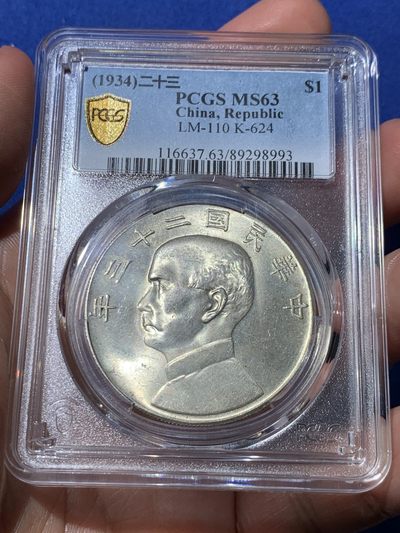 (1934)二十三 $1
PCGS MS63
China, Republic
LM-110 K-624
116637.63/89298993
PCGS
年三十二國民華中